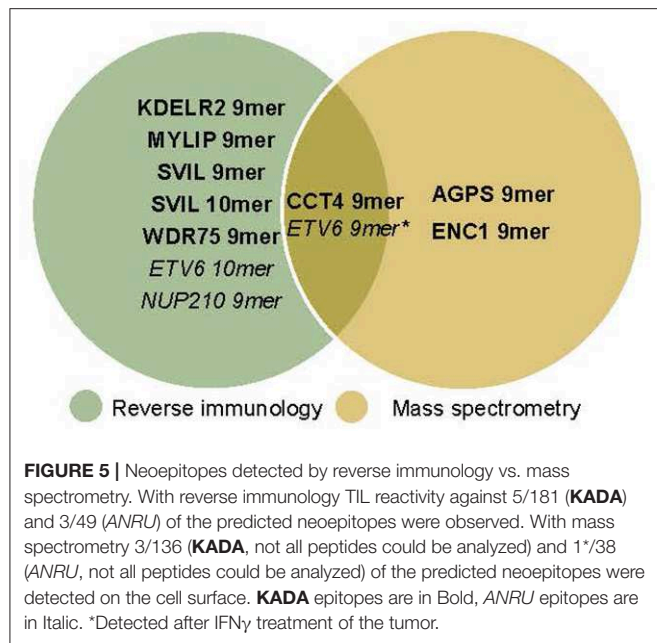 KDELR2 9mer
MYLIP 9mer
SVIL 9mer
SVIL 10mer
WDR75 9mer
ETV6 10mer
NUP210 9mer
CCT4 9mer
ETV6 9mer*
AGPS 9mer
ENC1 9mer
Reverse immunology
Mass spectrometry
FIGURE 5 | Neoepitopes detected by reverse immunology vs. mass
spectrometry. With reverse immunology TIL reactivity against 5/181 (KADA)
and 3/49 (ANRU) of the predicted neoepitopes were observed. With mass
spectrometry 3/136 (KADA, not all peptides could be analyzed) and 1*/38
(ANRU, not all peptides could be analyzed) of the predicted neoepitopes were
detected on the cell surface. KADA epitopes are in Bold, ANRU epitopes are
in Italic. *Detected after IFNγ treatment of the tumor.